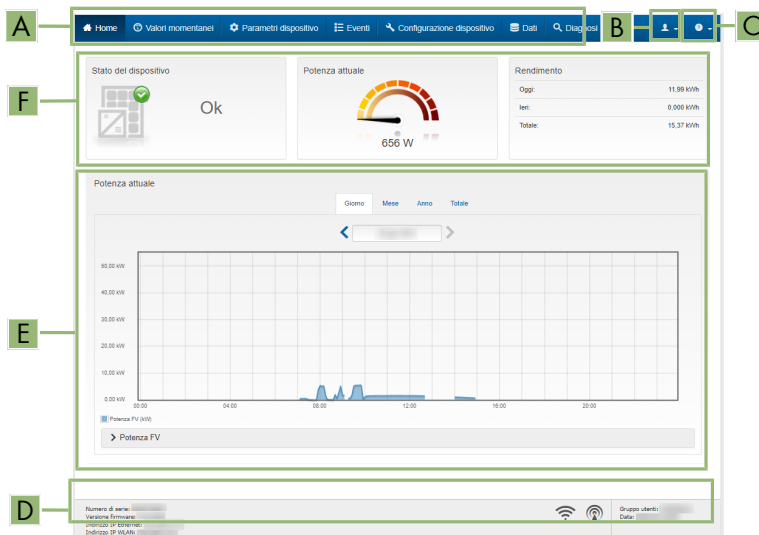 A
Home Valori momentanei Parametri dispositivo Eventi Configurazione dispositivo Dati Diagnosi
B
C
F
Stato del dispositivo
Ok
Potenza attuale
656 W
Rendimento
Oggi: 11,99 kWh
Ieri: 0,000 kWh
Totale: 15,37 kWh
E
Potenza attuale
Giorno Mese Anno Totale
50,00 kW
40,00 kW
30,00 kW
20,00 kW
10,00 kW
0,00 kW
00:00 04:00 08:00 12:00 16:00 20:00
Potenza FV (kW)
Potenza FV
D
Numero di serie:
Versione firmware:
Indirizzo IP Ethernet:
Indirizzo IP WLAN:
Gruppo utenti:
Data: